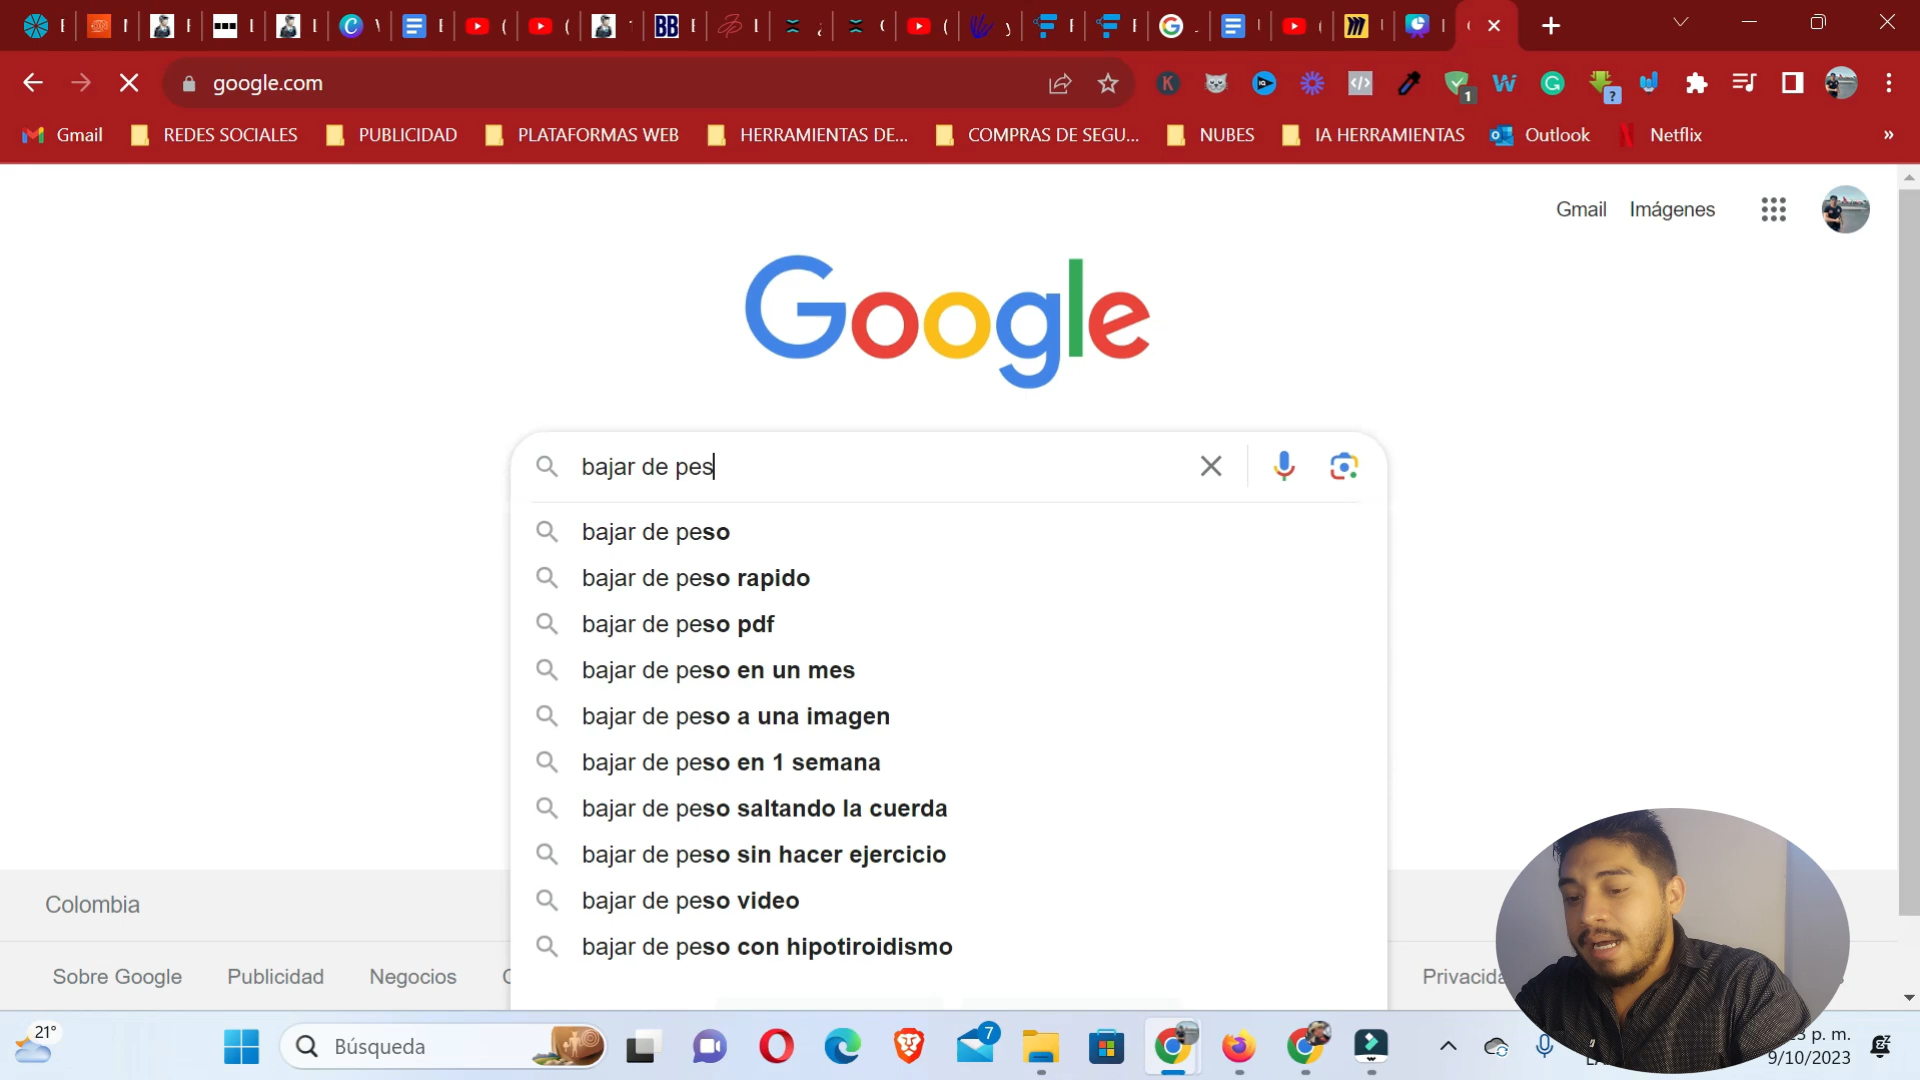 google.com
Gmail REDES SOCIALES PUBLICIDAD PLATAFORMAS WEB HERRAMIENTAS DE... COMPRAS DE SEGU... NUBES IA HERRAMIENTAS Outlook Netflix »
Gmail Imágenes
Google
bajar de pes
bajar de peso
bajar de peso rapido
bajar de peso pdf
bajar de peso en un mes
bajar de peso a una imagen
bajar de peso en 1 semana
bajar de peso saltando la cuerda
bajar de peso sin hacer ejercicio
bajar de peso video
bajar de peso con hipotiroidismo
Colombia
Sobre Google Publicidad Negocios
21° Búsqueda 7 p. m.
9/10/2023